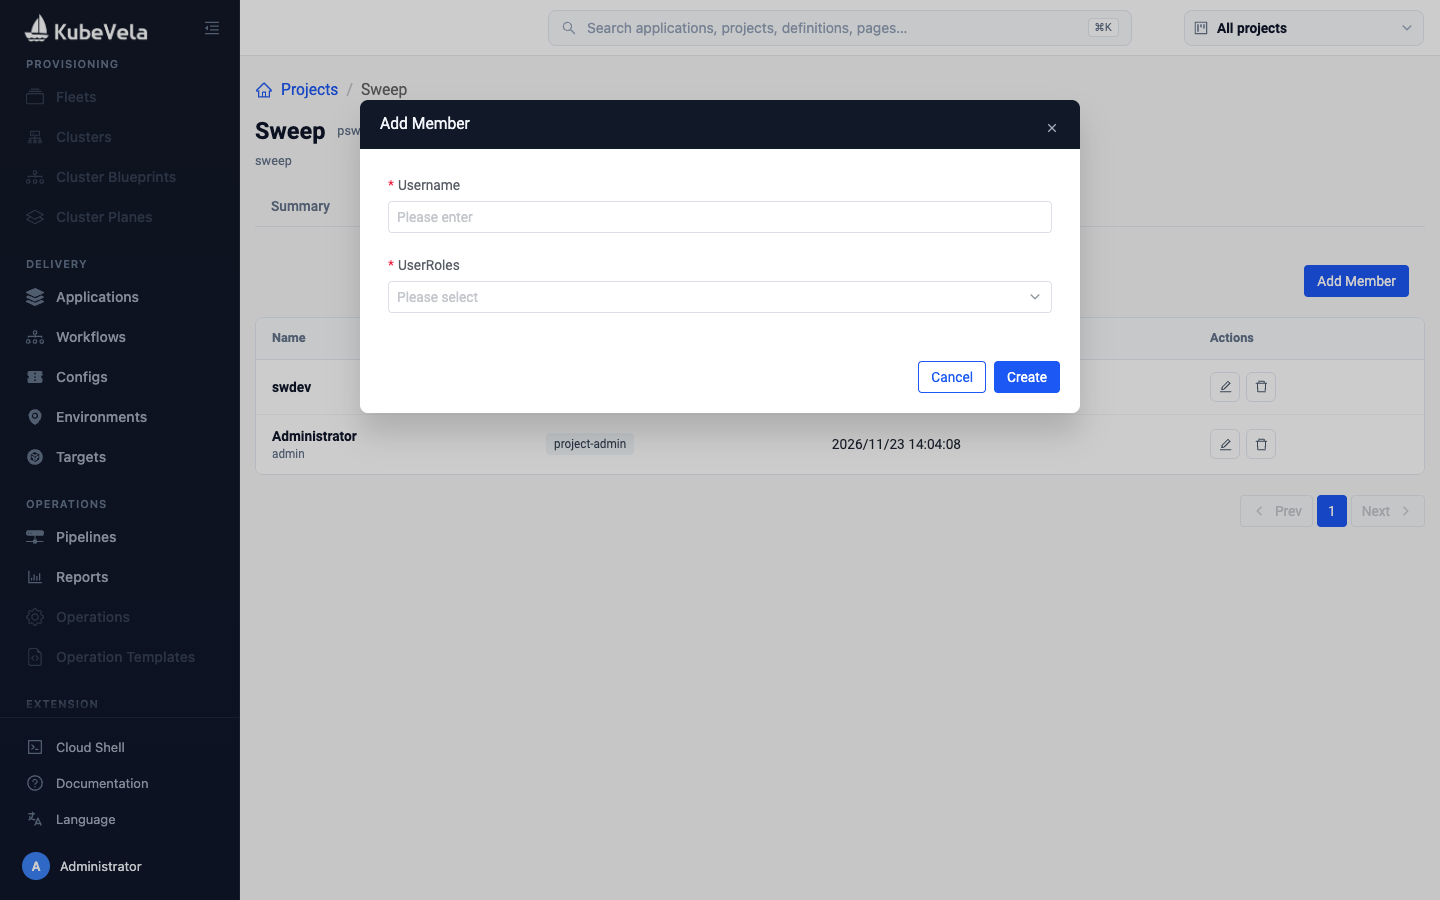 KubeVela
Search applications, projects, definitions, pages...
⌘K
All projects
PROVISIONING
Fleets
Clusters
Cluster Blueprints
Cluster Planes
DELIVERY
Applications
Workflows
Configs
Environments
Targets
OPERATIONS
Pipelines
Reports
Operations
Operation Templates
EXTENSION
Cloud Shell
Documentation
Language
A
Administrator
Projects / Sweep
Sweep psw
sweep
Summary
Add Member
Name
Actions
swdev
Administrator
admin
project-admin
2026/11/23 14:04:08
Prev
1
Next
Add Member
* Username
Please enter
* UserRoles
Please select
Cancel
Create